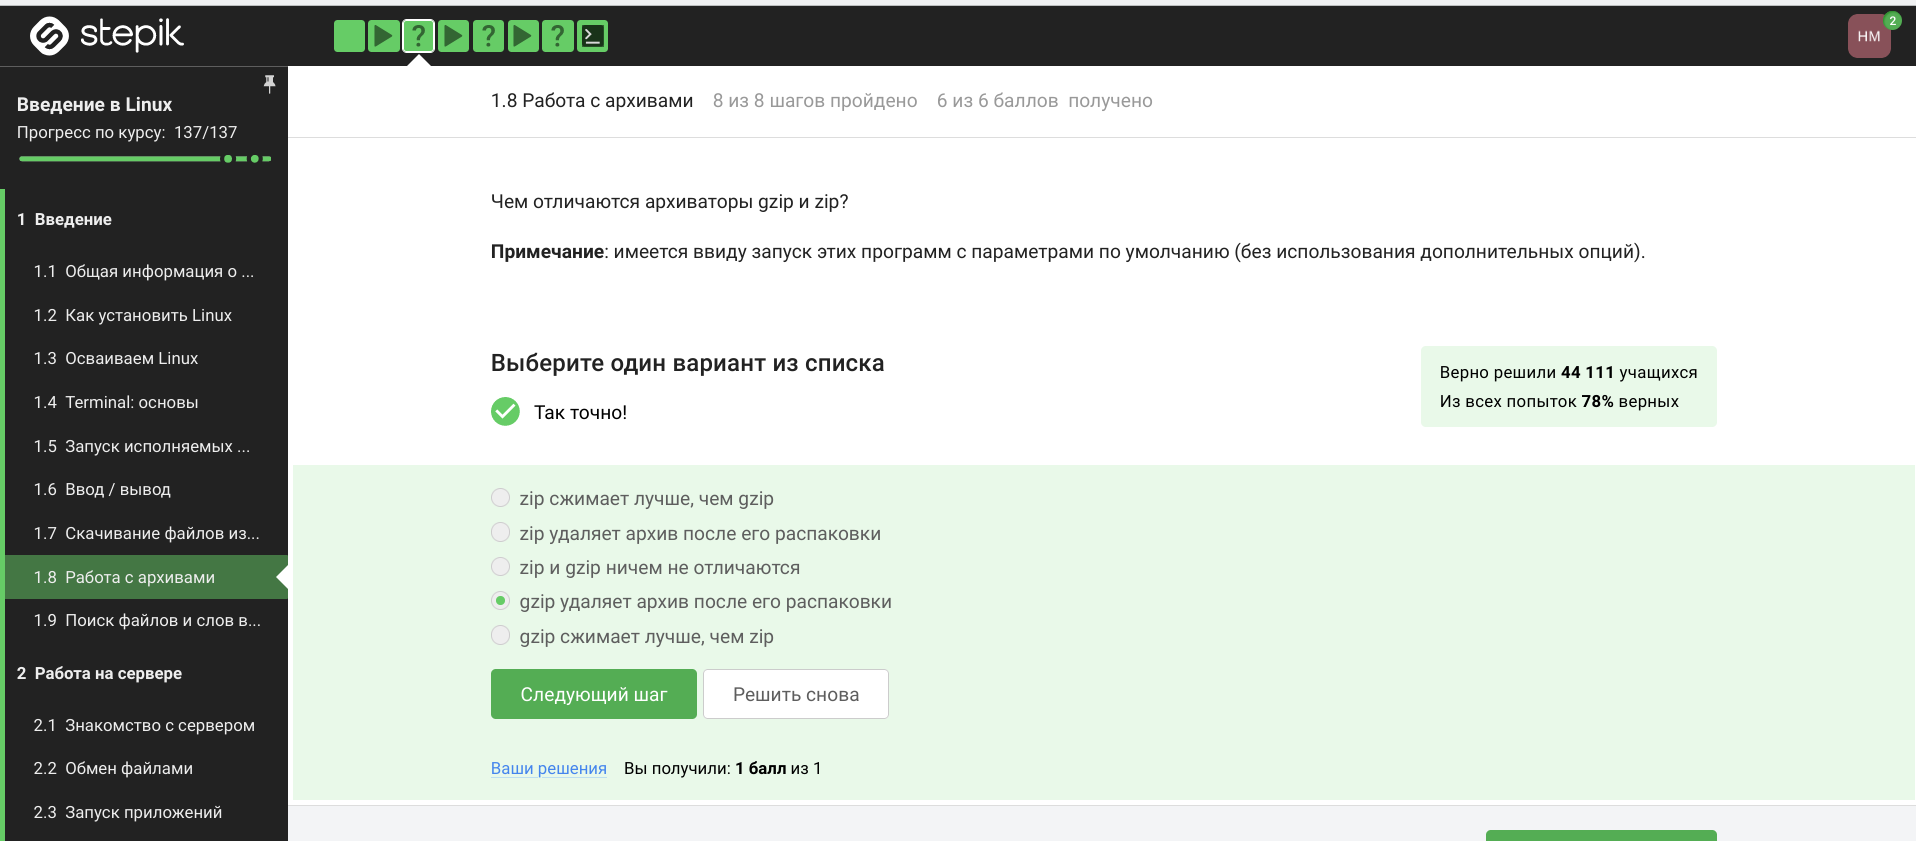 stepik
?
?
?
НМ
2
Введение в Linux
Прогресс по курсу: 137/137
1 Введение
1.1 Общая информация о ...
1.2 Как установить Linux
1.3 Осваиваем Linux
1.4 Terminal: основы
1.5 Запуск исполняемых ...
1.6 Ввод / вывод
1.7 Скачивание файлов из...
1.8 Работа с архивами
1.9 Поиск файлов и слов в...
2 Работа на сервере
2.1 Знакомство с сервером
2.2 Обмен файлами
2.3 Запуск приложений
1.8 Работа с архивами 8 из 8 шагов пройдено 6 из 6 баллов получено
Чем отличаются архиваторы gzip и zip?
Примечание: имеется ввиду запуск этих программ с параметрами по умолчанию (без использования дополнительных опций).
Выберите один вариант из списка
Так точно!
Верно решили 44 111 учащихся
Из всех попыток 78% верных
zip сжимает лучше, чем gzip
zip удаляет архив после его распаковки
zip и gzip ничем не отличаются
gzip удаляет архив после его распаковки
gzip сжимает лучше, чем zip
Следующий шаг
Решить снова
Ваши решения Вы получили: 1 балл из 1